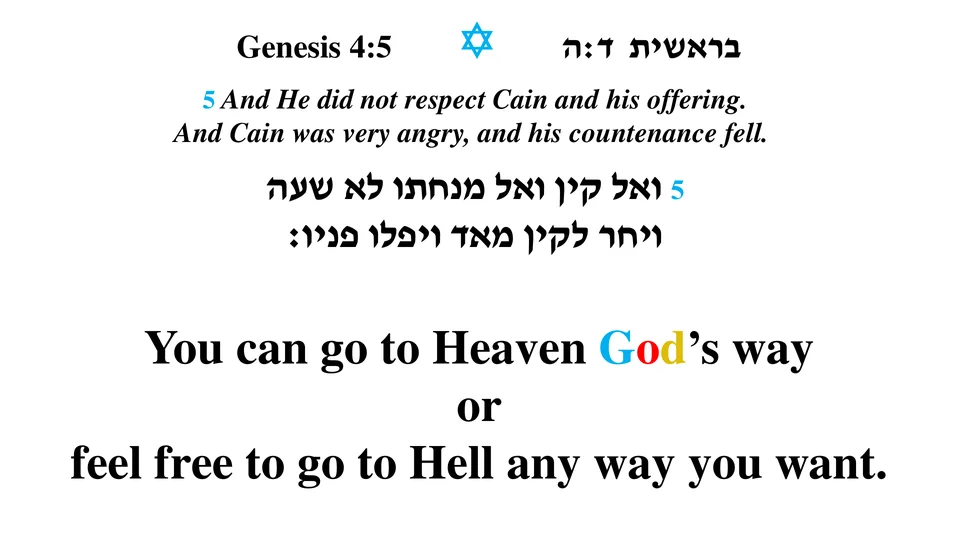 Genesis 4:5 ✡ בראשית ד:ה
5 And He did not respect Cain and his offering.
And Cain was very angry, and his countenance fell.
5 ואל קין ואל מנחתו לא שעה
ויחר לקין מאד ויפלו פניו:
You can go to Heaven God’s way
or
feel free to go to Hell any way you want.